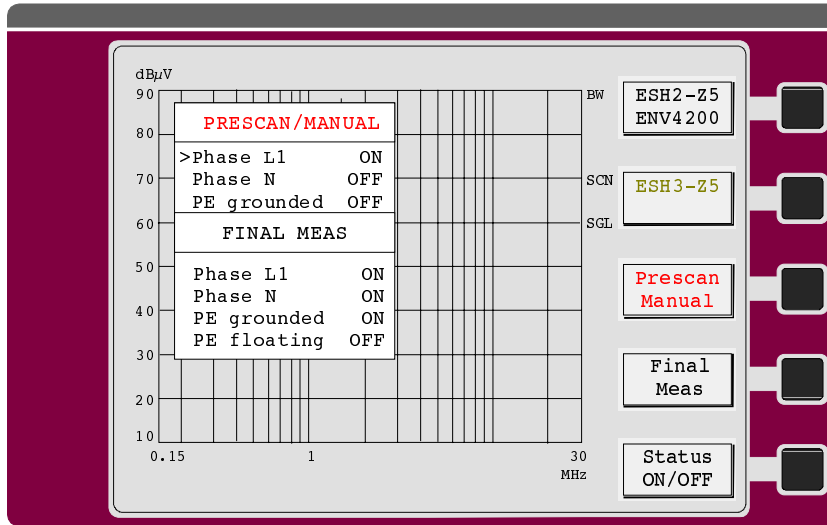 dBµV
90
80
70
60
50
40
30
20
10
0.15
1
30
MHz
BW
SCN
SGL
PRESCAN/MANUAL
>Phase L1 ON
Phase N OFF
PE grounded OFF
FINAL MEAS
Phase L1 ON
Phase N ON
PE grounded ON
PE floating OFF
ESH2-Z5
ENV4200
ESH3-Z5
Prescan
Manual
Final
Meas
Status
ON/OFF